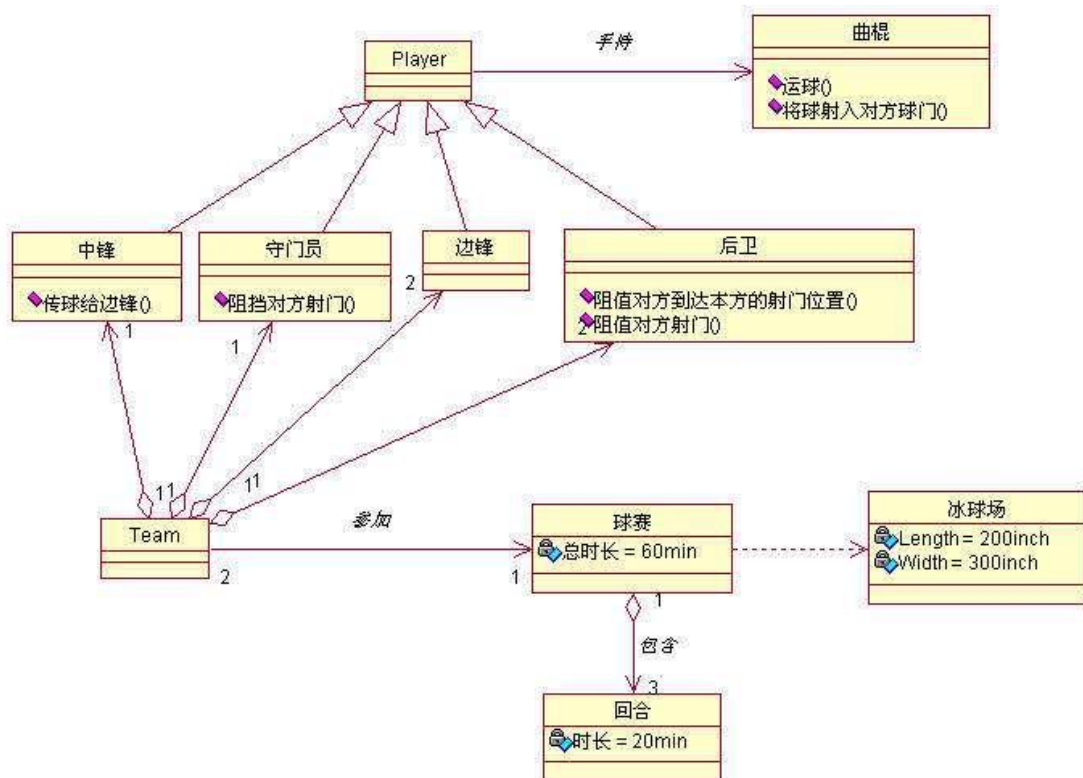 Player
手持
曲棍
运球()
将球射入对方球门()
中锋
传球给边锋()
守门员
阻挡对方射门()
边锋
后卫
阻值对方到达本方的射门位置()
阻值对方射门()
1
1
2
2
11
11
Team
参加
2
1
球赛
总时长 = 60min
冰球场
Length = 200inch
Width = 300inch
1
包含
3
回合
时长 = 20min